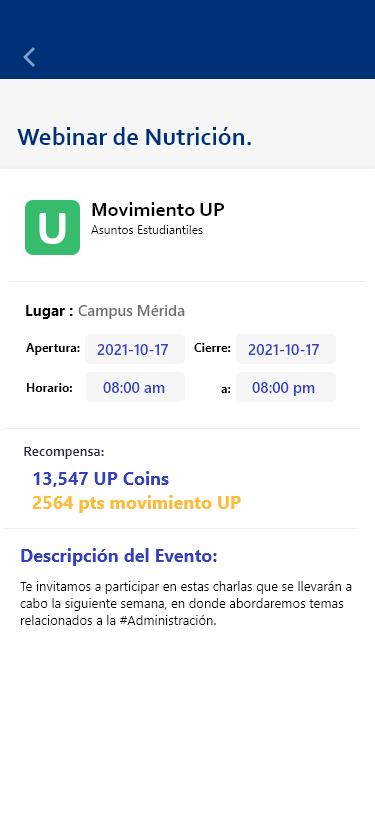 Webinar de Nutrición.
U
Movimiento UP
Asuntos Estudiantiles
Lugar : Campus Mérida
Apertura: 2021-10-17 Cierre: 2021-10-17
Horario: 08:00 am a: 08:00 pm
Recompensa:
13,547 UP Coins
2564 pts movimiento UP
Descripción del Evento:
Te invitamos a participar en estas charlas que se llevarán a
cabo la siguiente semana, en donde abordaremos temas
relacionados a la #Administración.